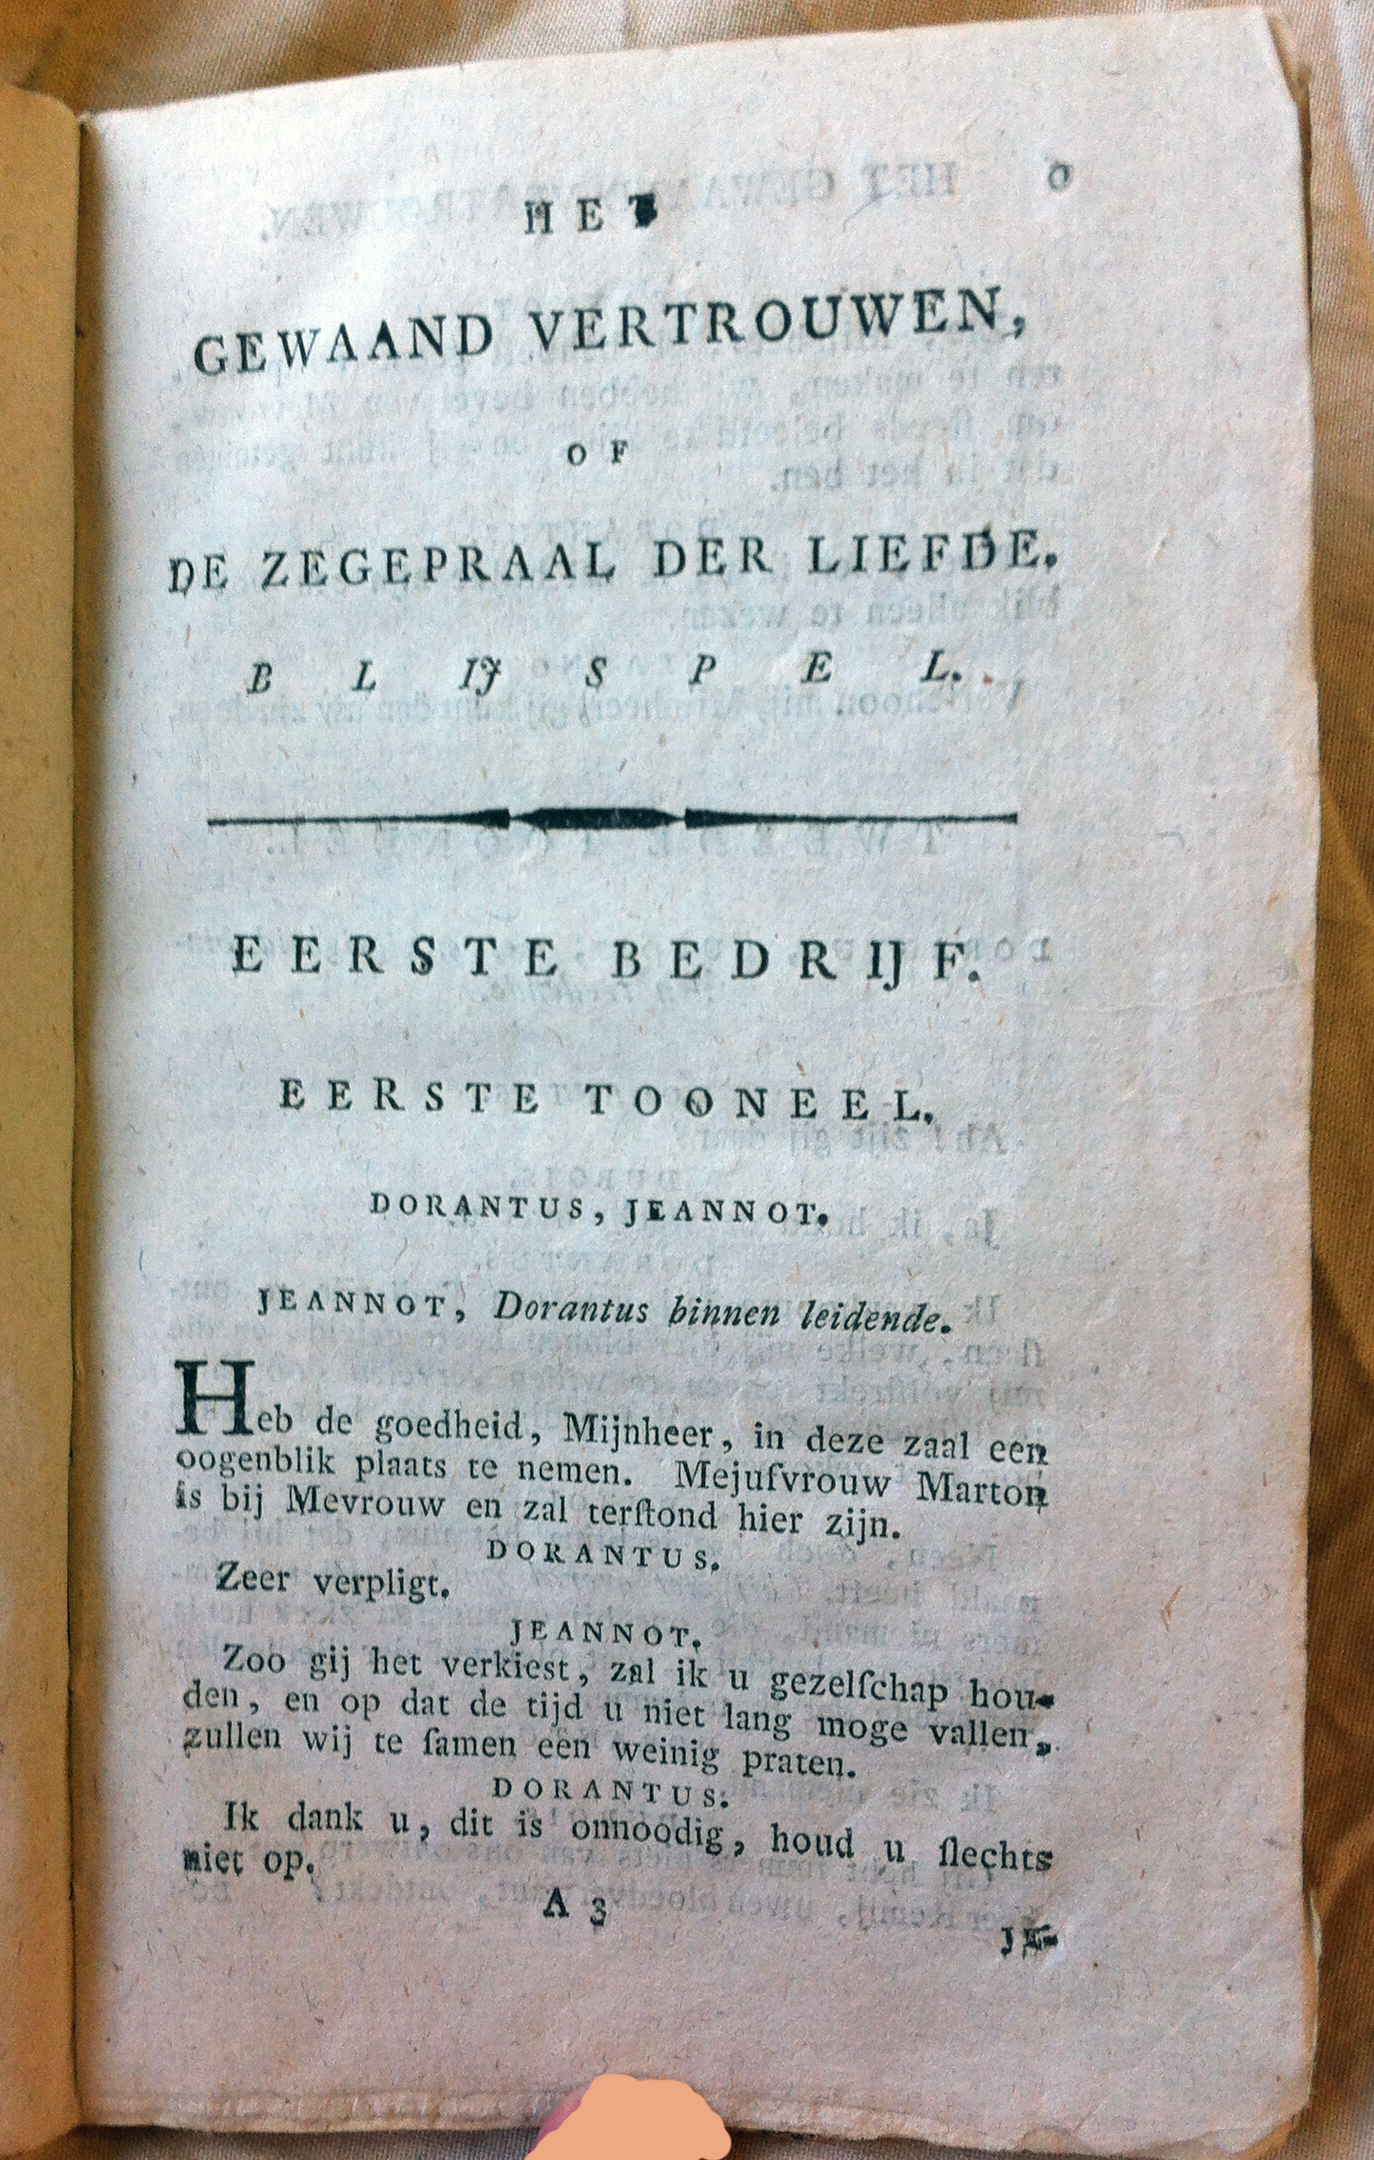 HET
GEWAAND VERTROUWEN,
OF
DE ZEGEPRAAL DER LIEFDE.
BLIJSPEL.
EERSTE BEDRIJF.
EERSTE TOONEEL.
DORANTUS, JEANNOT.
JEANNOT, Dorantus binnen leidende.
Heb de goedheid, Mijnheer, in deze zaal een
oogenblik plaats te nemen. Mejuſvrouw Marton
is bij Mevrouw en zal terſtond hier zijn.
DORANTUS.
Zeer verpligt.
JEANNOT.
Zoo gij het verkiest, zal ik u gezelſchap hou-
den, en op dat de tijd u niet lang moge vallen,
zullen wij te ſamen een weinig praten.
DORANTUS.
Ik dank u, dit is onnoodig, houd u ſlechts
niet op.
A 3
JE-